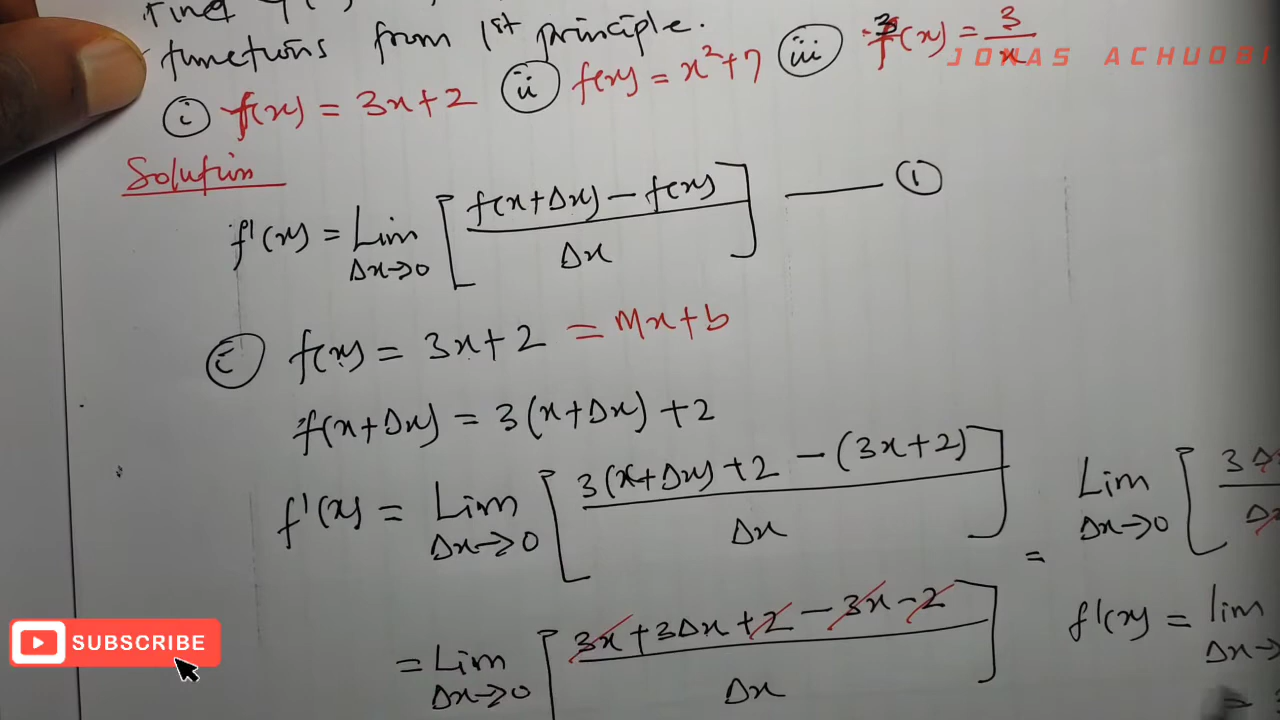 functions from 1st principle.
(i) f(x) = 3x+2 (ii) f(x) = x²+7 (iii) f(x) = 3/x
JONAS ACHUOBI
Solution
f'(x) = Lim Δx→0 [ f(x+Δx) - f(x) / Δx ] —— (1)
(i) f(x) = 3x+2 = Mx+b
f(x+Δx) = 3(x+Δx)+2
f'(x) = Lim Δx→0 [ 3(x+Δx)+2 - (3x+2) / Δx ]
= Lim Δx→0 [ 3x+3Δx+2-3x-2 / Δx ]
= Lim Δx→0 [ 3Δ
f'(x) = lim Δx→
=
SUBSCRIBE